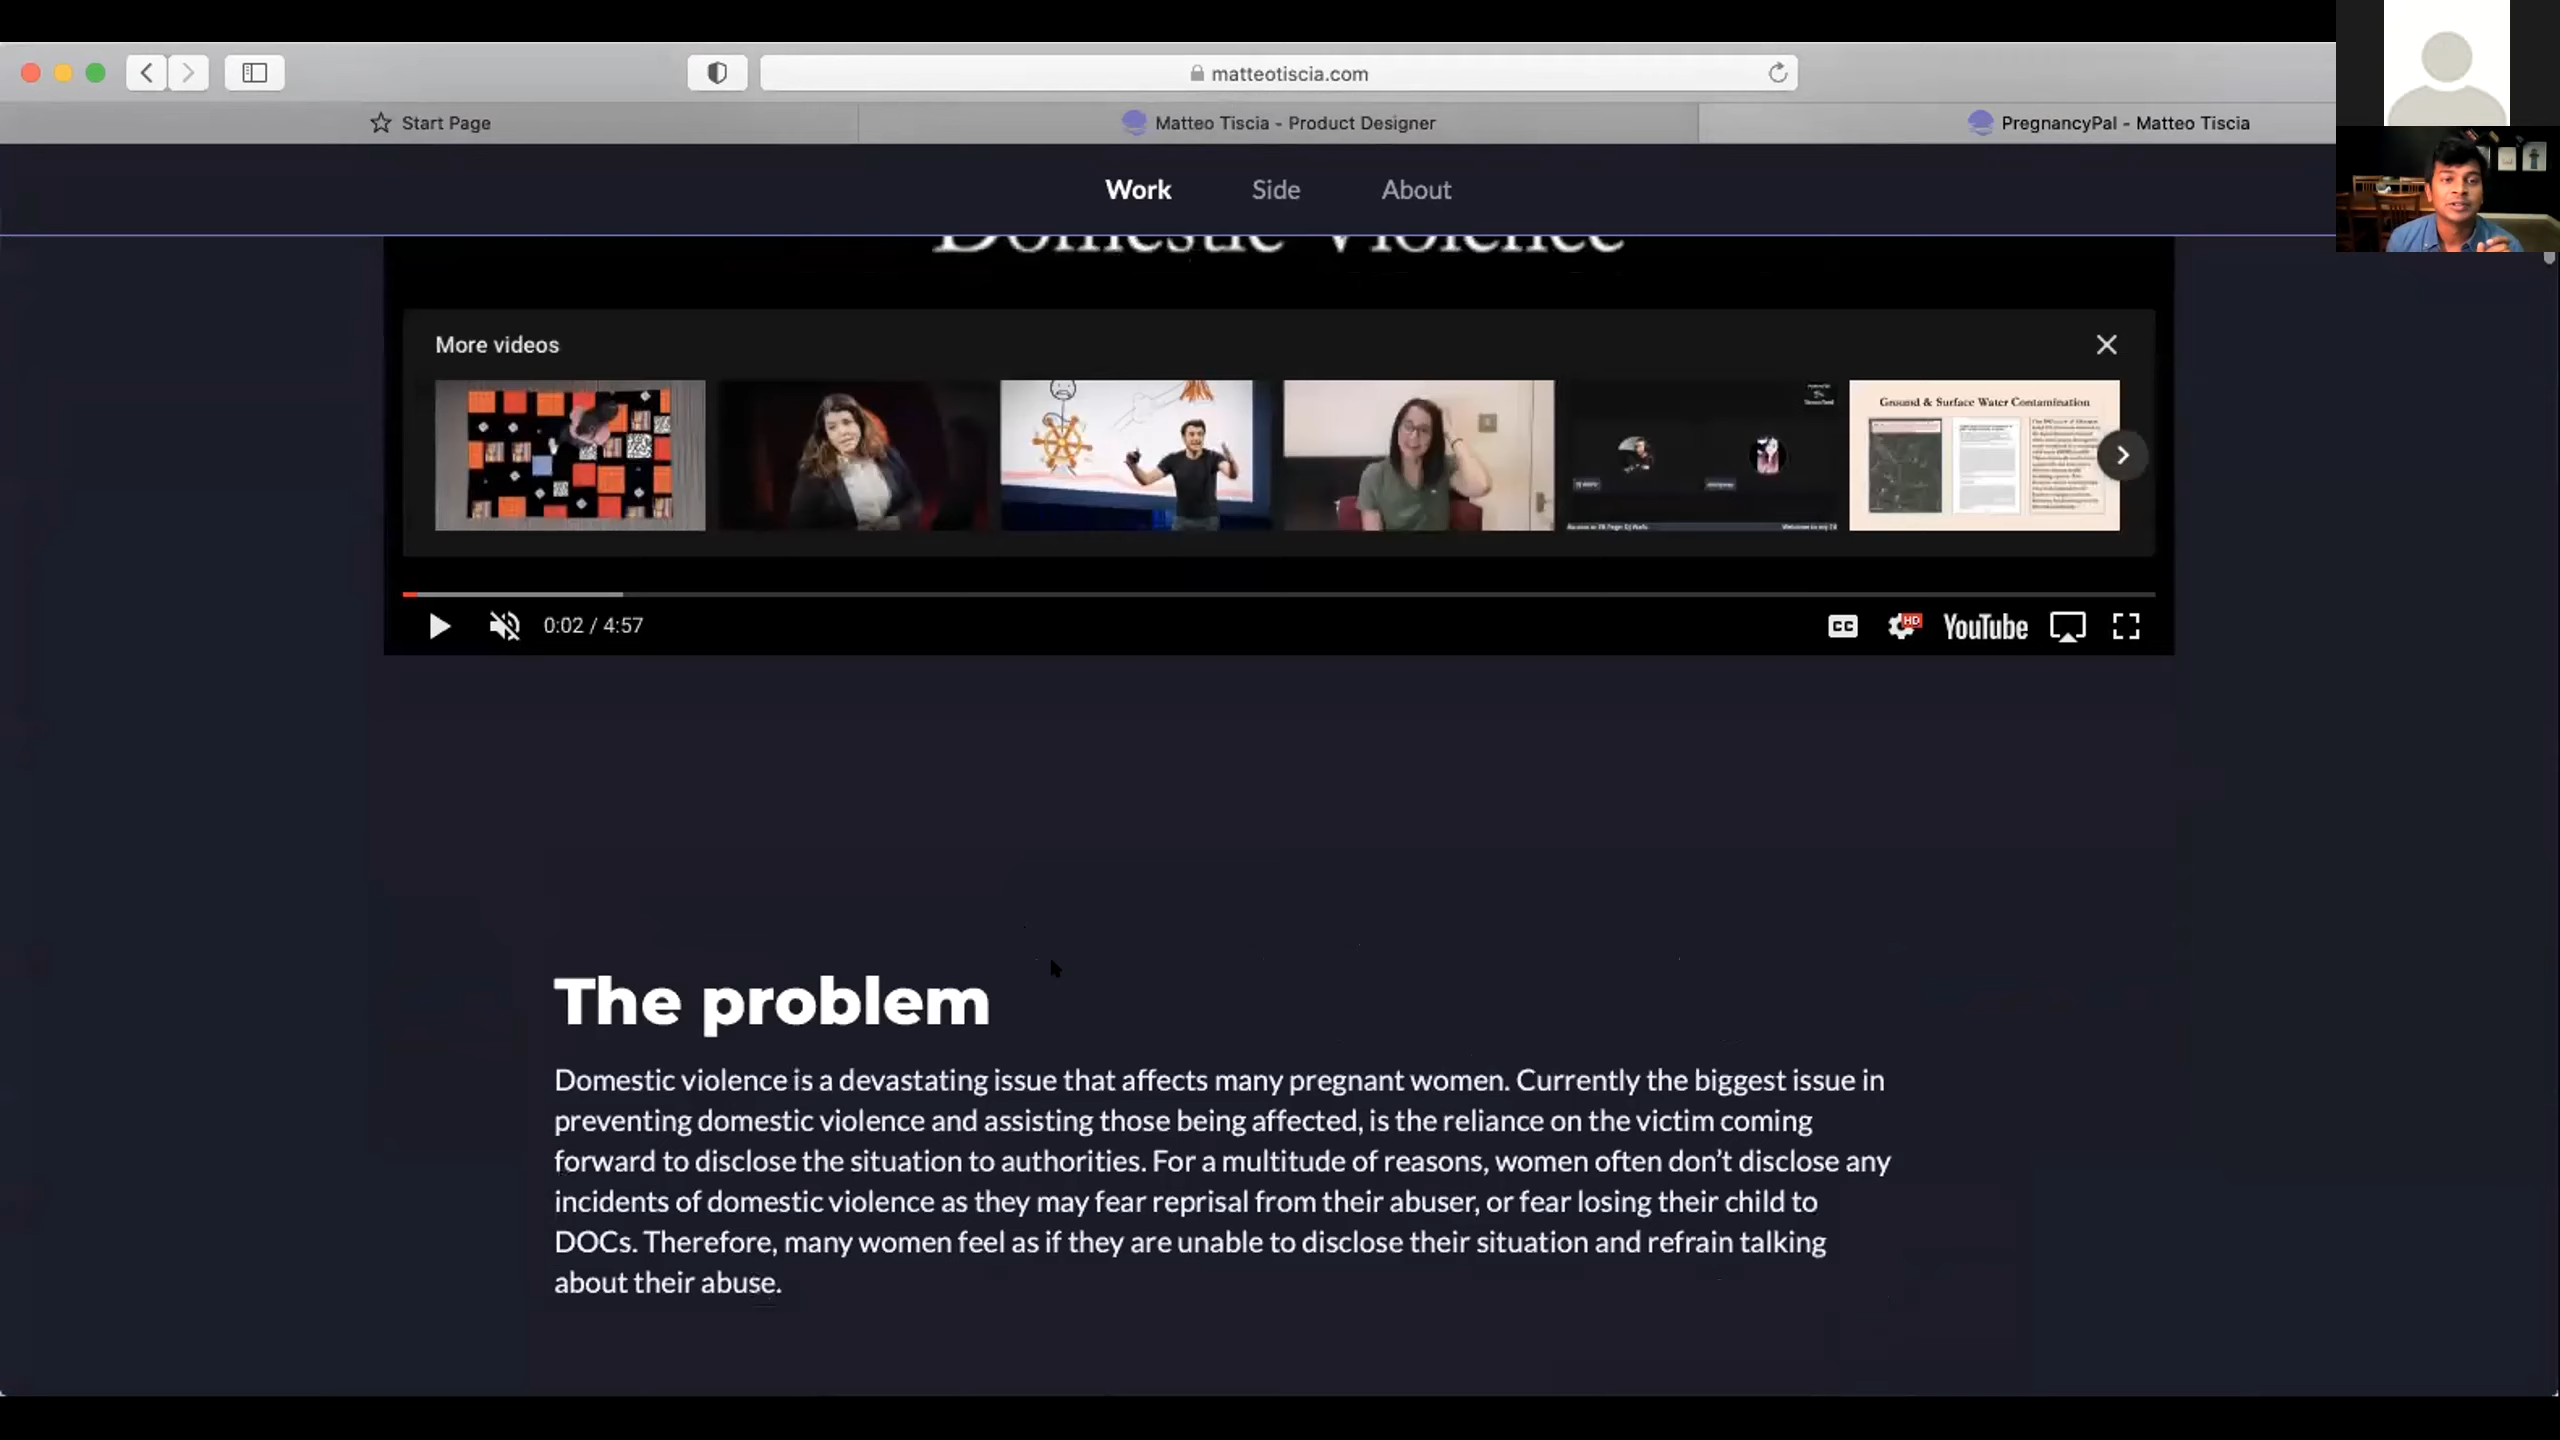 matteotiscia.com
Start Page
Matteo Tiscia - Product Designer
PregnancyPal - Matteo Tiscia
Work
Side
About
Domestic Violence
More videos
Ground & Surface Water Contamination
0:02 / 4:57
CC
HD
YouTube
The problem
Domestic violence is a devastating issue that affects many pregnant women. Currently the biggest issue in
preventing domestic violence and assisting those being affected, is the reliance on the victim coming
forward to disclose the situation to authorities. For a multitude of reasons, women often don't disclose any
incidents of domestic violence as they may fear reprisal from their abuser, or fear losing their child to
DOCs. Therefore, many women feel as if they are unable to disclose their situation and refrain talking
about their abuse.